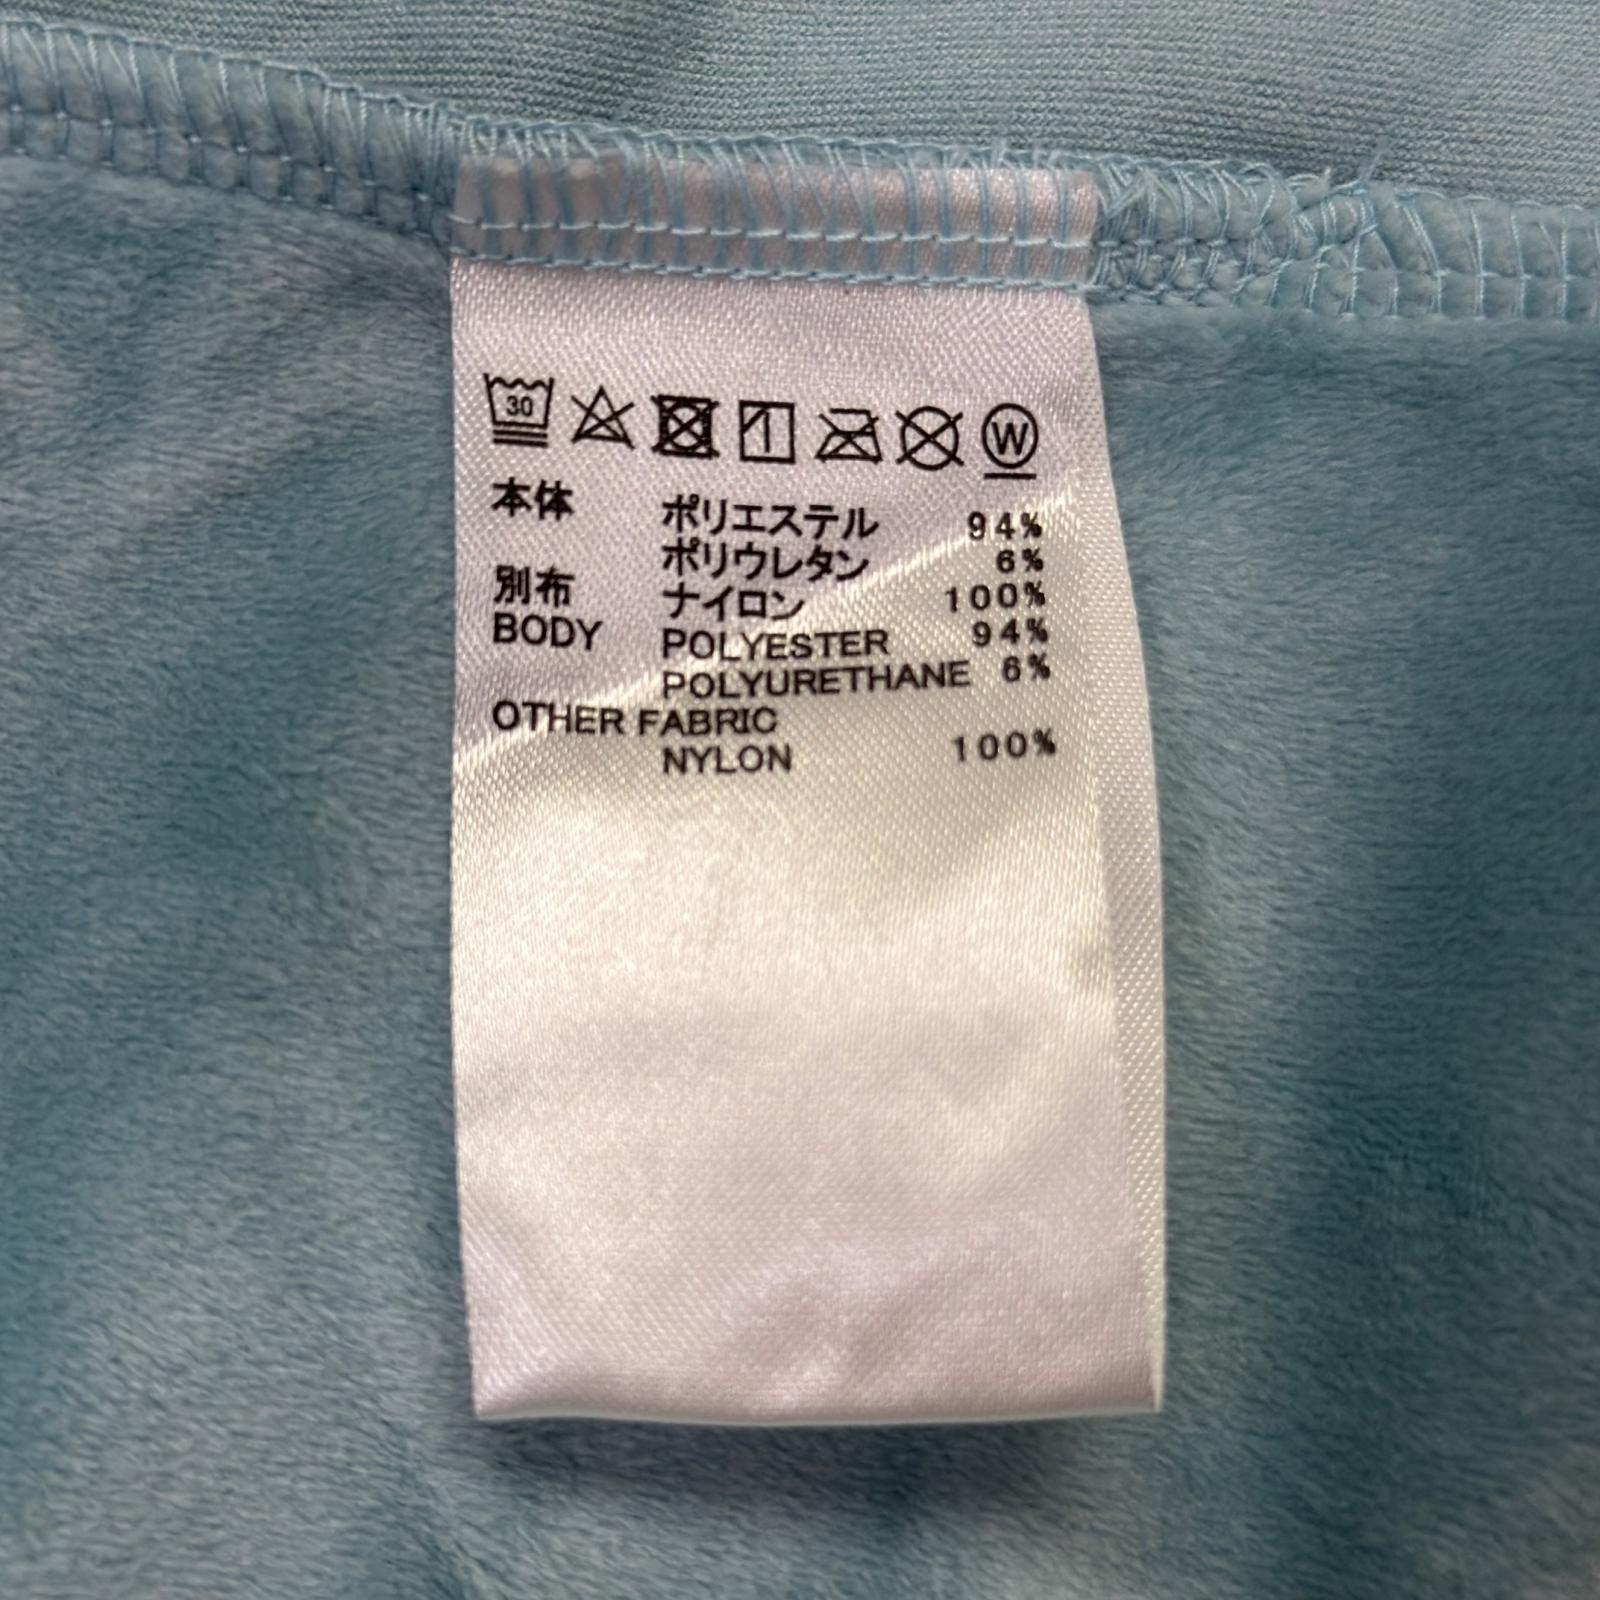 30
W
本体 ポリエステル 94%
ポリウレタン 6%
別布 ナイロン 100%
BODY POLYESTER 94%
POLYURETHANE 6%
OTHER FABRIC
NYLON 100%